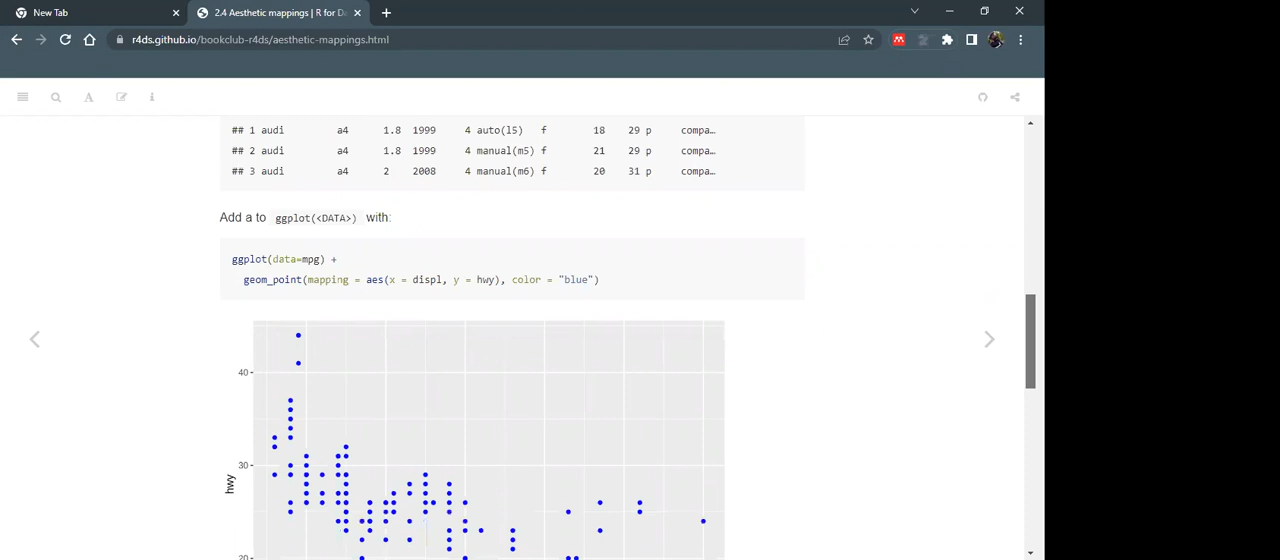 New Tab
2.4 Aesthetic mappings | R for Da
r4ds.github.io/bookclub-r4ds/aesthetic-mappings.html
## 1 audi a4 1.8 1999 4 auto(l5) f 18 29 p compa…
## 2 audi a4 1.8 1999 4 manual(m5) f 21 29 p compa…
## 3 audi a4 2 2008 4 manual(m6) f 20 31 p compa…
Add a to ggplot(<DATA>) with:
ggplot(data=mpg) +
geom_point(mapping = aes(x = displ, y = hwy), color = "blue")
40
30
hwy
20